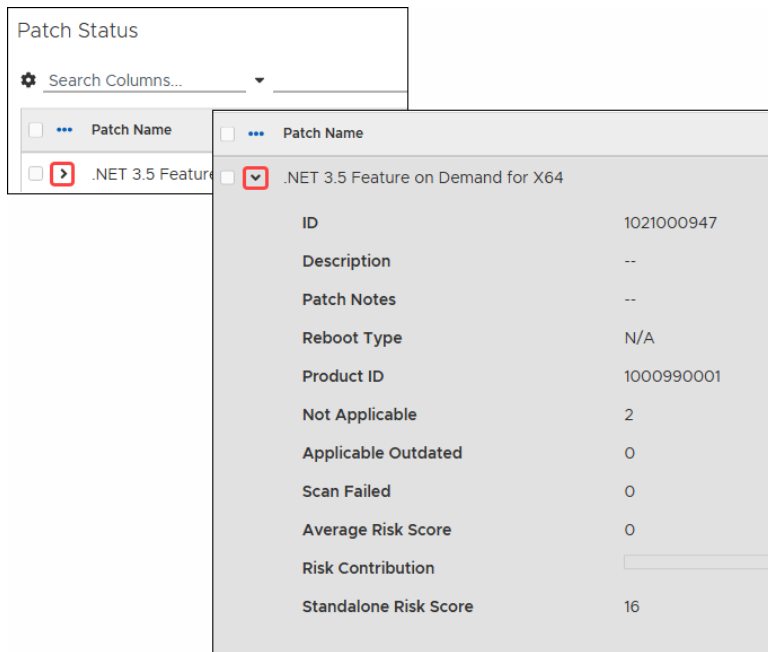 Patch Status
Search Columns...
Patch Name
.NET 3.5 Feature
Patch Name
.NET 3.5 Feature on Demand for X64
ID 1021000947
Description --
Patch Notes --
Reboot Type N/A
Product ID 1000990001
Not Applicable 2
Applicable Outdated 0
Scan Failed 0
Average Risk Score 0
Risk Contribution
Standalone Risk Score 16